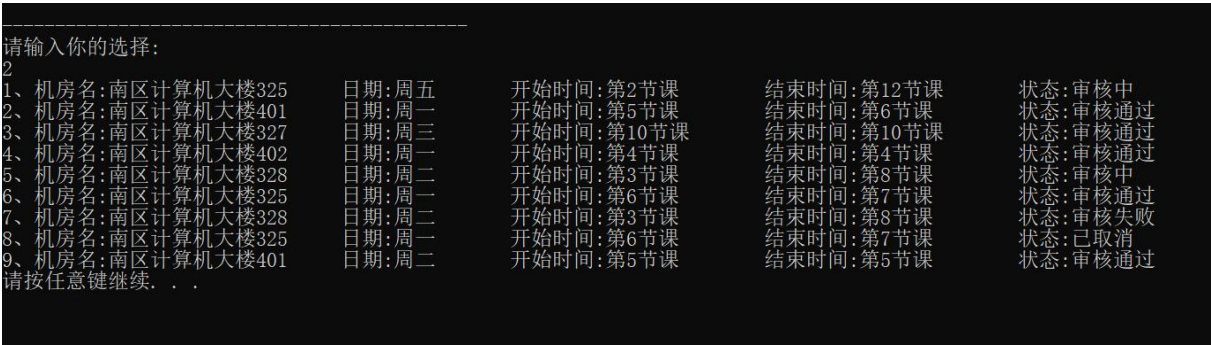 --------------------------------------------
请输入你的选择:
2
1、机房名:南区计算机大楼325 日期:周五 开始时间:第2节课 结束时间:第12节课 状态:审核中
2、机房名:南区计算机大楼401 日期:周一 开始时间:第5节课 结束时间:第6节课 状态:审核通过
3、机房名:南区计算机大楼327 日期:周三 开始时间:第10节课 结束时间:第10节课 状态:审核通过
4、机房名:南区计算机大楼402 日期:周一 开始时间:第4节课 结束时间:第4节课 状态:审核通过
5、机房名:南区计算机大楼328 日期:周二 开始时间:第3节课 结束时间:第8节课 状态:审核中
6、机房名:南区计算机大楼325 日期:周一 开始时间:第6节课 结束时间:第7节课 状态:审核通过
7、机房名:南区计算机大楼328 日期:周二 开始时间:第3节课 结束时间:第8节课 状态:审核失败
8、机房名:南区计算机大楼325 日期:周一 开始时间:第6节课 结束时间:第7节课 状态:已取消
9、机房名:南区计算机大楼401 日期:周二 开始时间:第5节课 结束时间:第5节课 状态:审核通过
请按任意键继续. . .